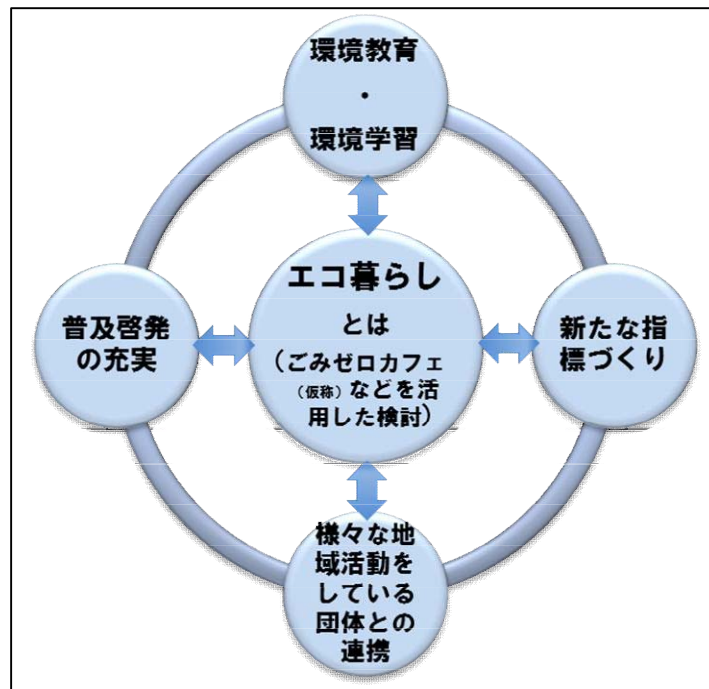 環境教育
・
環境学習
エコ暮らし
とは
（ごみゼロカフェ
（仮称）などを活
用した検討）
普及啓発
の充実
新たな指
標づくり
様々な地
域活動を
している
団体との
連携